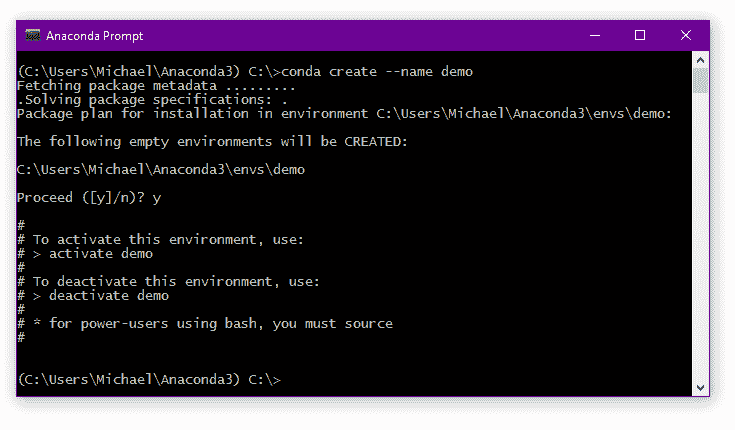 Anaconda Prompt
(C:\Users\Michael\Anaconda3) C:\>conda create --name demo
Fetching package metadata .........
.Solving package specifications: .
Package plan for installation in environment C:\Users\Michael\Anaconda3\envs\demo:
The following empty environments will be CREATED:
C:\Users\Michael\Anaconda3\envs\demo
Proceed ([y]/n)? y
#
# To activate this environment, use:
# > activate demo
#
# To deactivate this environment, use:
# > deactivate demo
#
# * for power-users using bash, you must source
#
(C:\Users\Michael\Anaconda3) C:\>